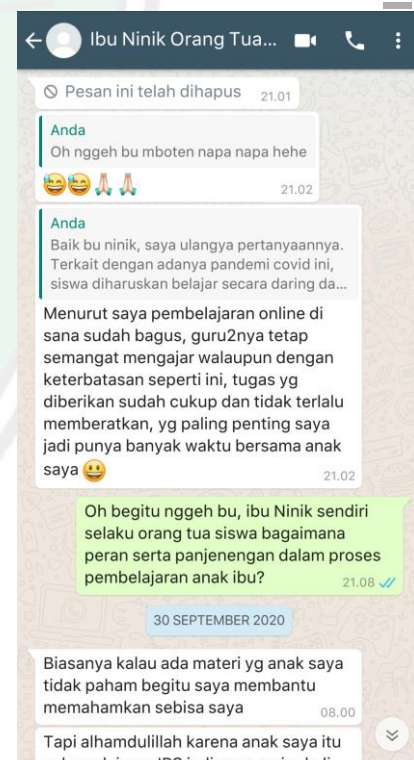 Ibu Ninik Orang Tua...
Pesan ini telah dihapus 21.01
Anda
Oh nggeh bu mboten napa napa hehe
21.02
Anda
Baik bu ninik, saya ulangya pertanyaannya.
Terkait dengan adanya pandemi covid ini,
siswa diharuskan belajar secara daring da...
Menurut saya pembelajaran online di
sana sudah bagus, guru2nya tetap
semangat mengajar walaupun dengan
keterbatasan seperti ini, tugas yg
diberikan sudah cukup dan tidak terlalu
memberatkan, yg paling penting saya
jadi punya banyak waktu bersama anak
saya 😃 21.02
Oh begitu nggeh bu, ibu Ninik sendiri
selaku orang tua siswa bagaimana
peran serta panjenengan dalam proses
pembelajaran anak ibu? 21.08
30 SEPTEMBER 2020
Biasanya kalau ada materi yg anak saya
tidak paham begitu saya membantu
memahamkan sebisa saya 08.00
Tapi alhamdulillah karena anak saya itu